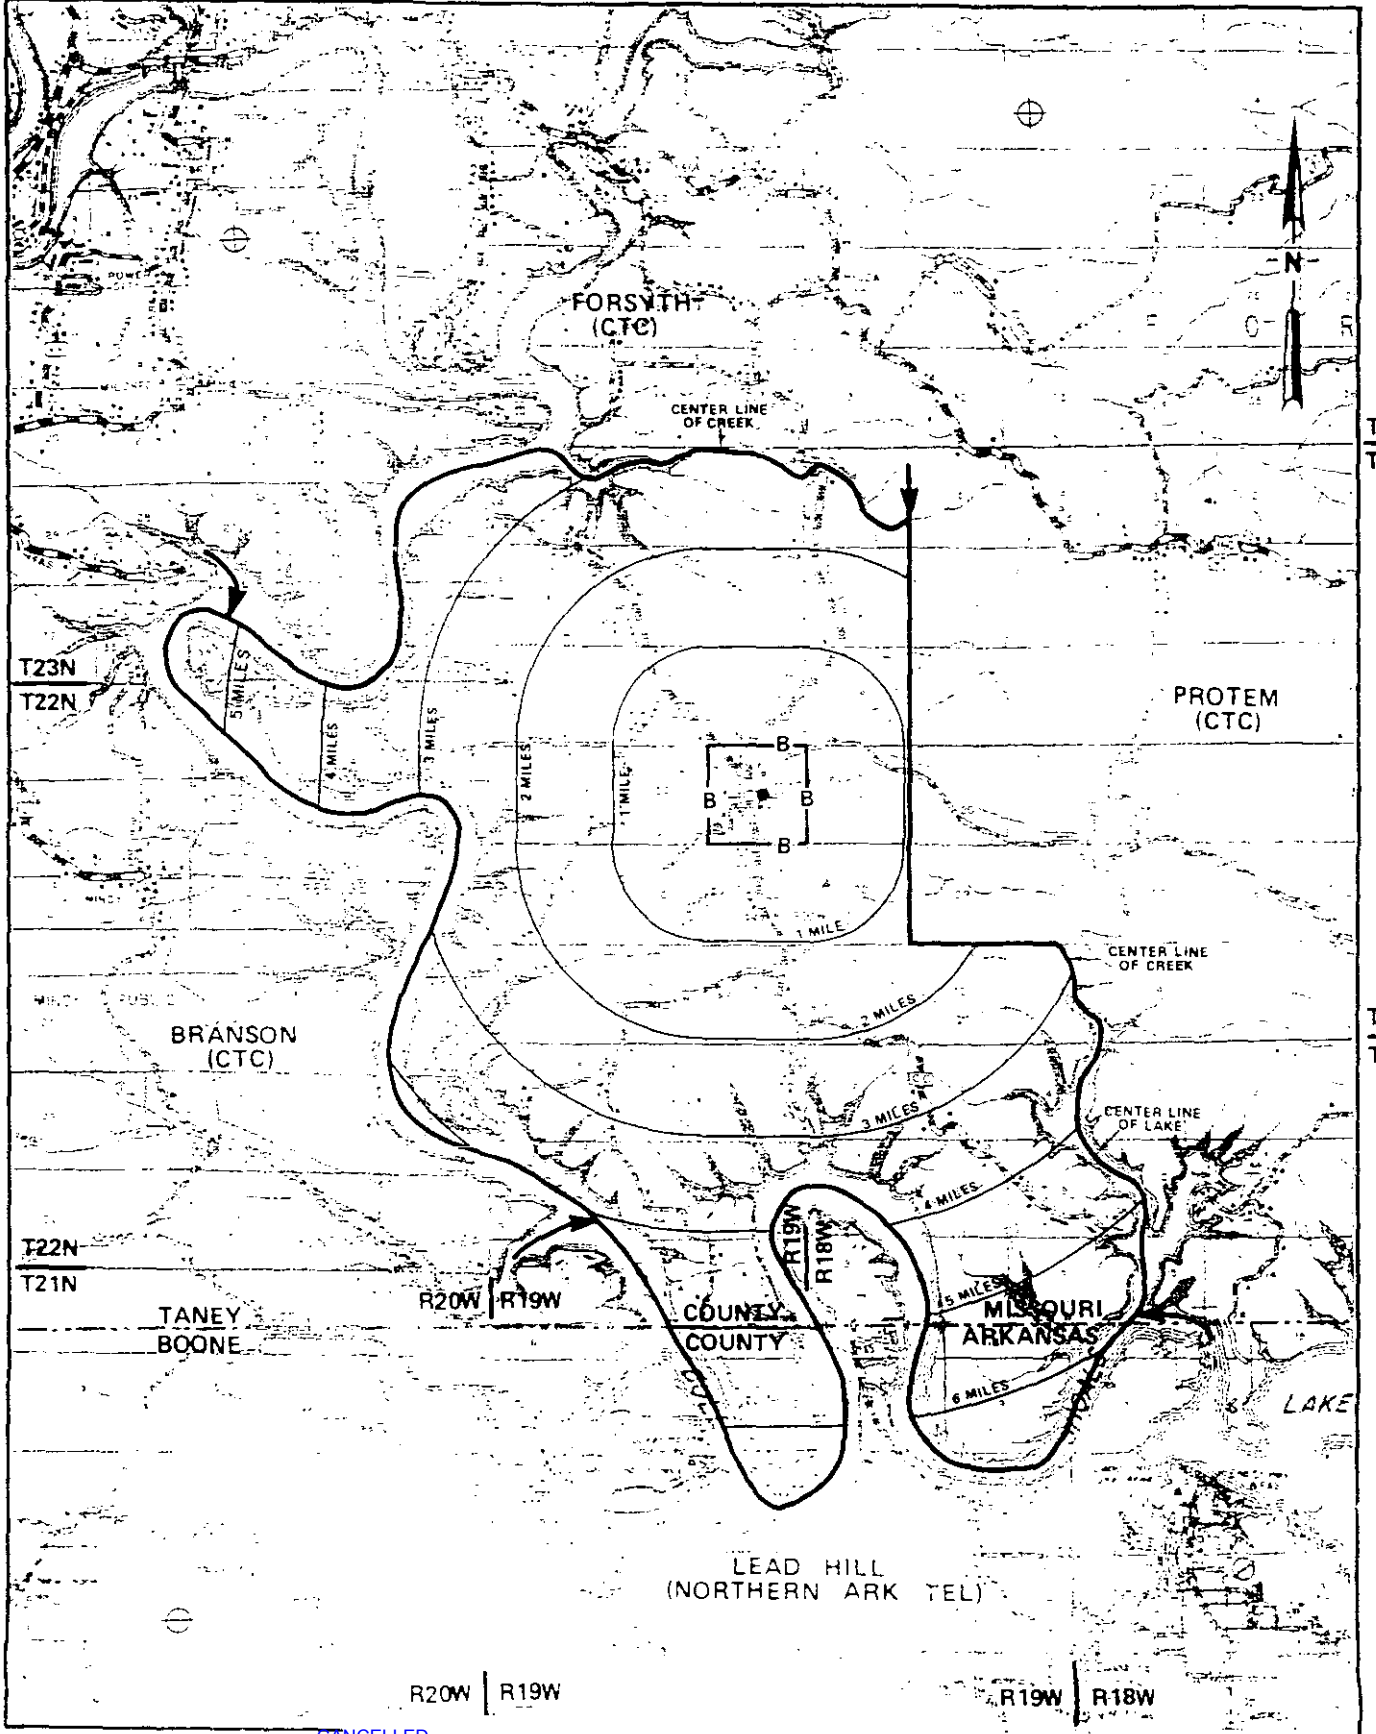 POWE
FORSYTH
(CTC)
N
F O R
CENTER LINE
OF CREEK
T
T
T23N
T22N
5 MILES
4 MILES
3 MILES
2 MILES
1 MILE
B
B
B
B
PROTEM
(CTC)
1 MILE
CENTER LINE
OF CREEK
2 MILES
BRANSON
(CTC)
T
T
3 MILES
CENTER LINE
OF LAKE
4 MILES
R19W
R18W
T22N
T21N
R20W R19W
5 MILES
TANEY
BOONE
COUNTY
COUNTY
MISSOURI
ARKANSAS
6 MILES
LAKE
LEAD HILL
(NORTHERN ARK TEL)
R20W R19W
R19W R18W
CANCELLED